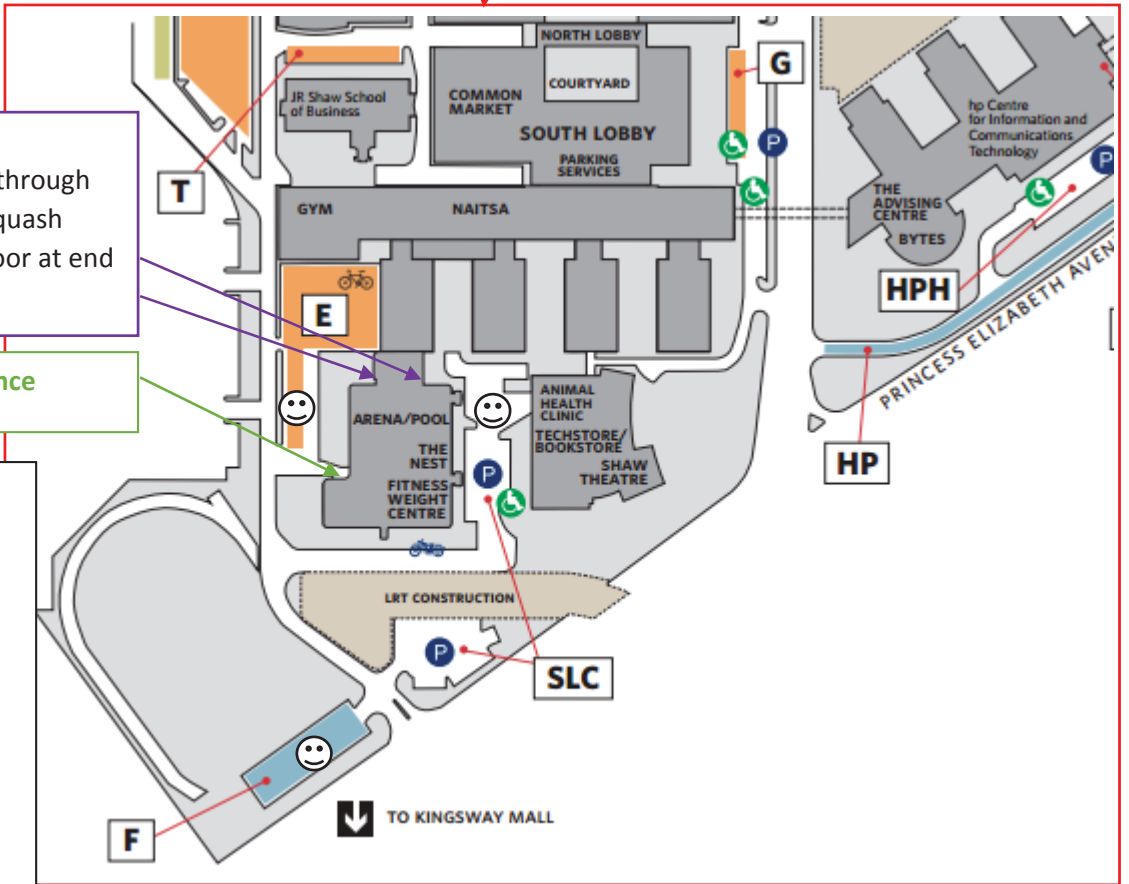 NORTH LOBBY
COURTYARD
COMMON
MARKET
SOUTH LOBBY
PARKING
SERVICES
G
P
JR Shaw School
of Business
hp Centre
for Information and
Communications
Technology
P
T
through
quash
oor at end
GYM
NAITSA
THE
ADVISING
CENTRE
BYTES
HPH
PRINCESS ELIZABETH AVEN
E
nce
ARENA/POOL
THE
NEST
FITNESS
WEIGHT
CENTRE
ANIMAL
HEALTH
CLINIC
TECHSTORE/
BOOKSTORE
SHAW
THEATRE
HP
P
LRT CONSTRUCTION
P
SLC
F
TO KINGSWAY MALL